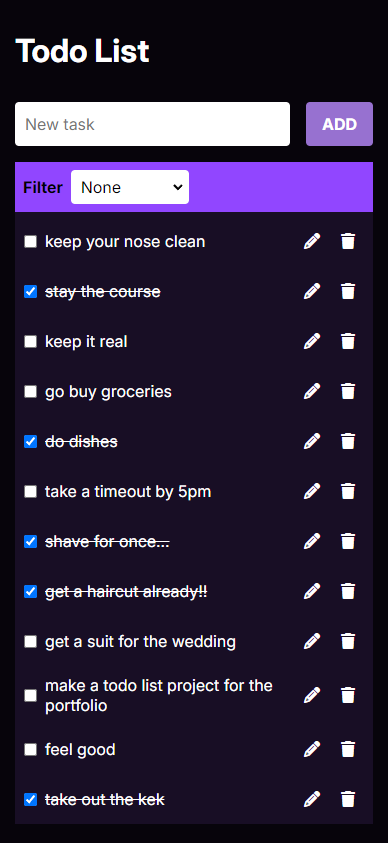 Todo List
New task
ADD
Filter
None
keep your nose clean
stay the course
keep it real
go buy groceries
do dishes
take a timeout by 5pm
shave for once...
get a haircut already!!
get a suit for the wedding
make a todo list project for the
portfolio
feel good
take out the kek